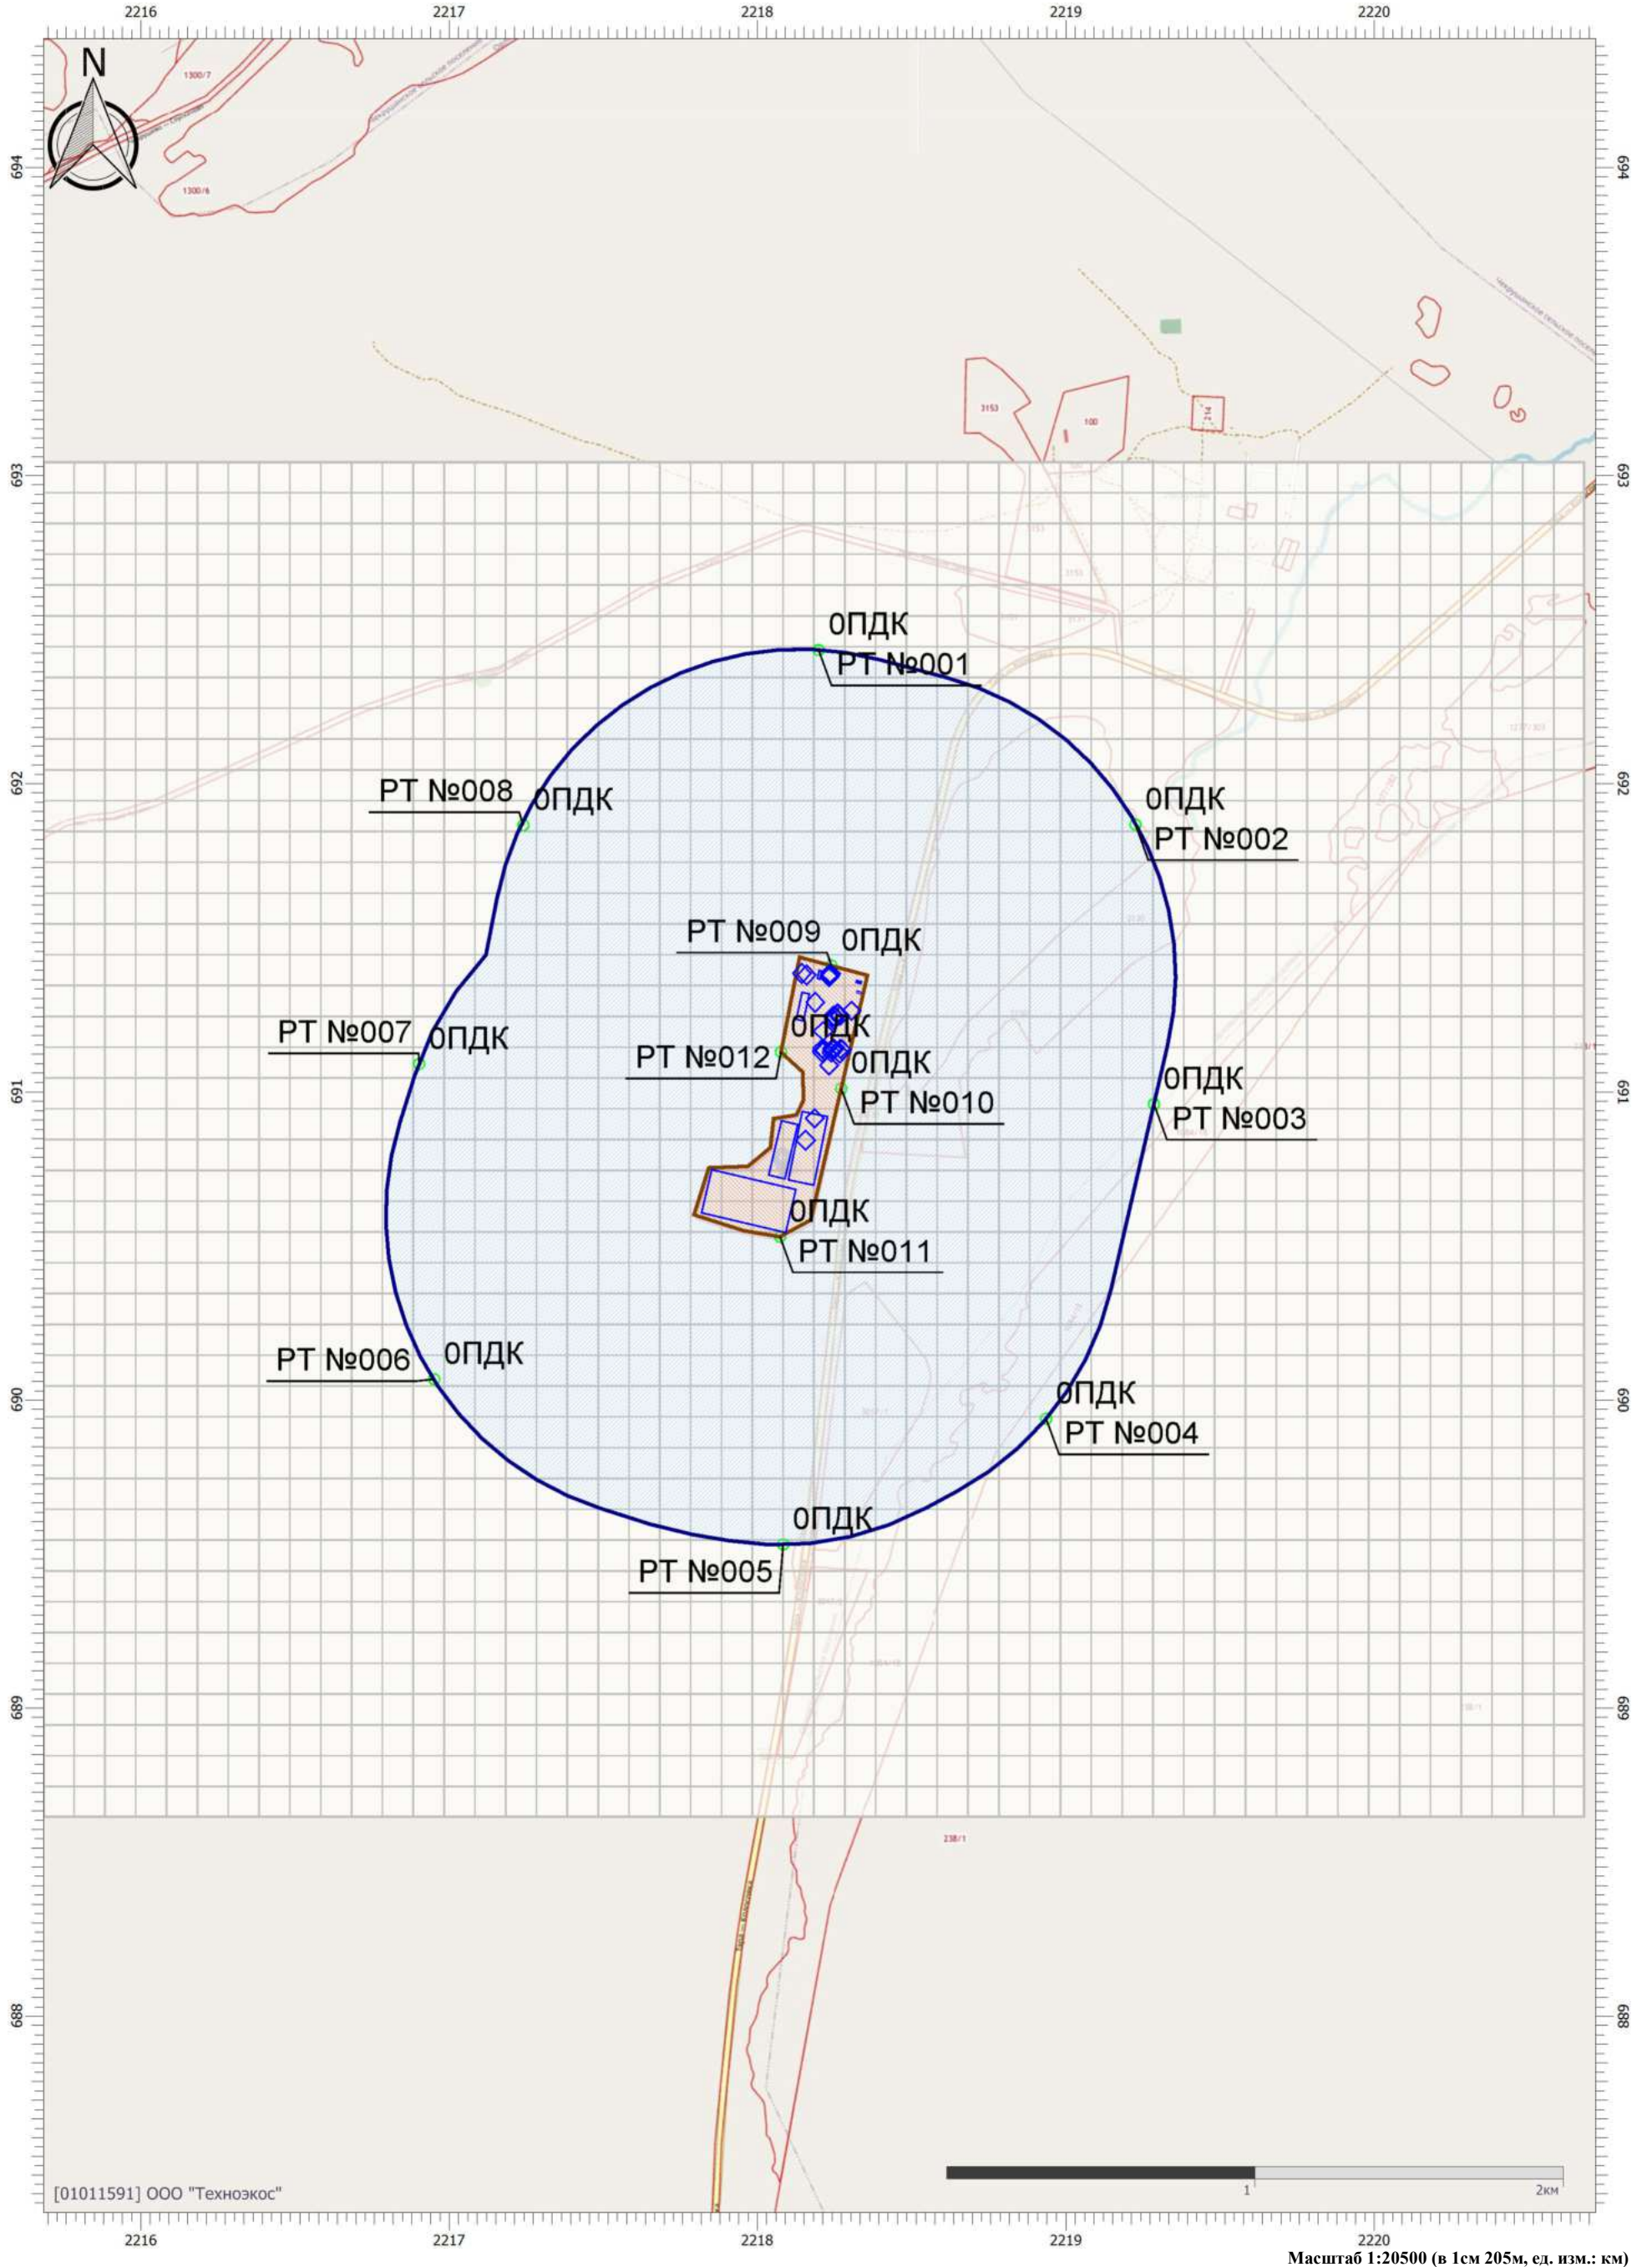 2216 2217 2218 2219 2220
N
1300/7
694 694
1300/6
3153
100
214
693 693
3153
0ПДК
РТ №001
692 692
РТ №008
0ПДК
0ПДК
РТ №002
РТ №009
0ПДК
0ПДК
РТ №007
0ПДК
РТ №012
0ПДК
0ПДК
691 691
РТ №010
РТ №003
0ПДК
РТ №011
0ПДК
РТ №006
0ПДК
690 690
РТ №004
0ПДК
РТ №005
689 689
238/1
238/1
688 688
[01011591] ООО "Техноэкос"
1 2км
2216 2217 2218 2219 2220
Масштаб 1:20500 (в 1см 205м, ед. изм.: км)